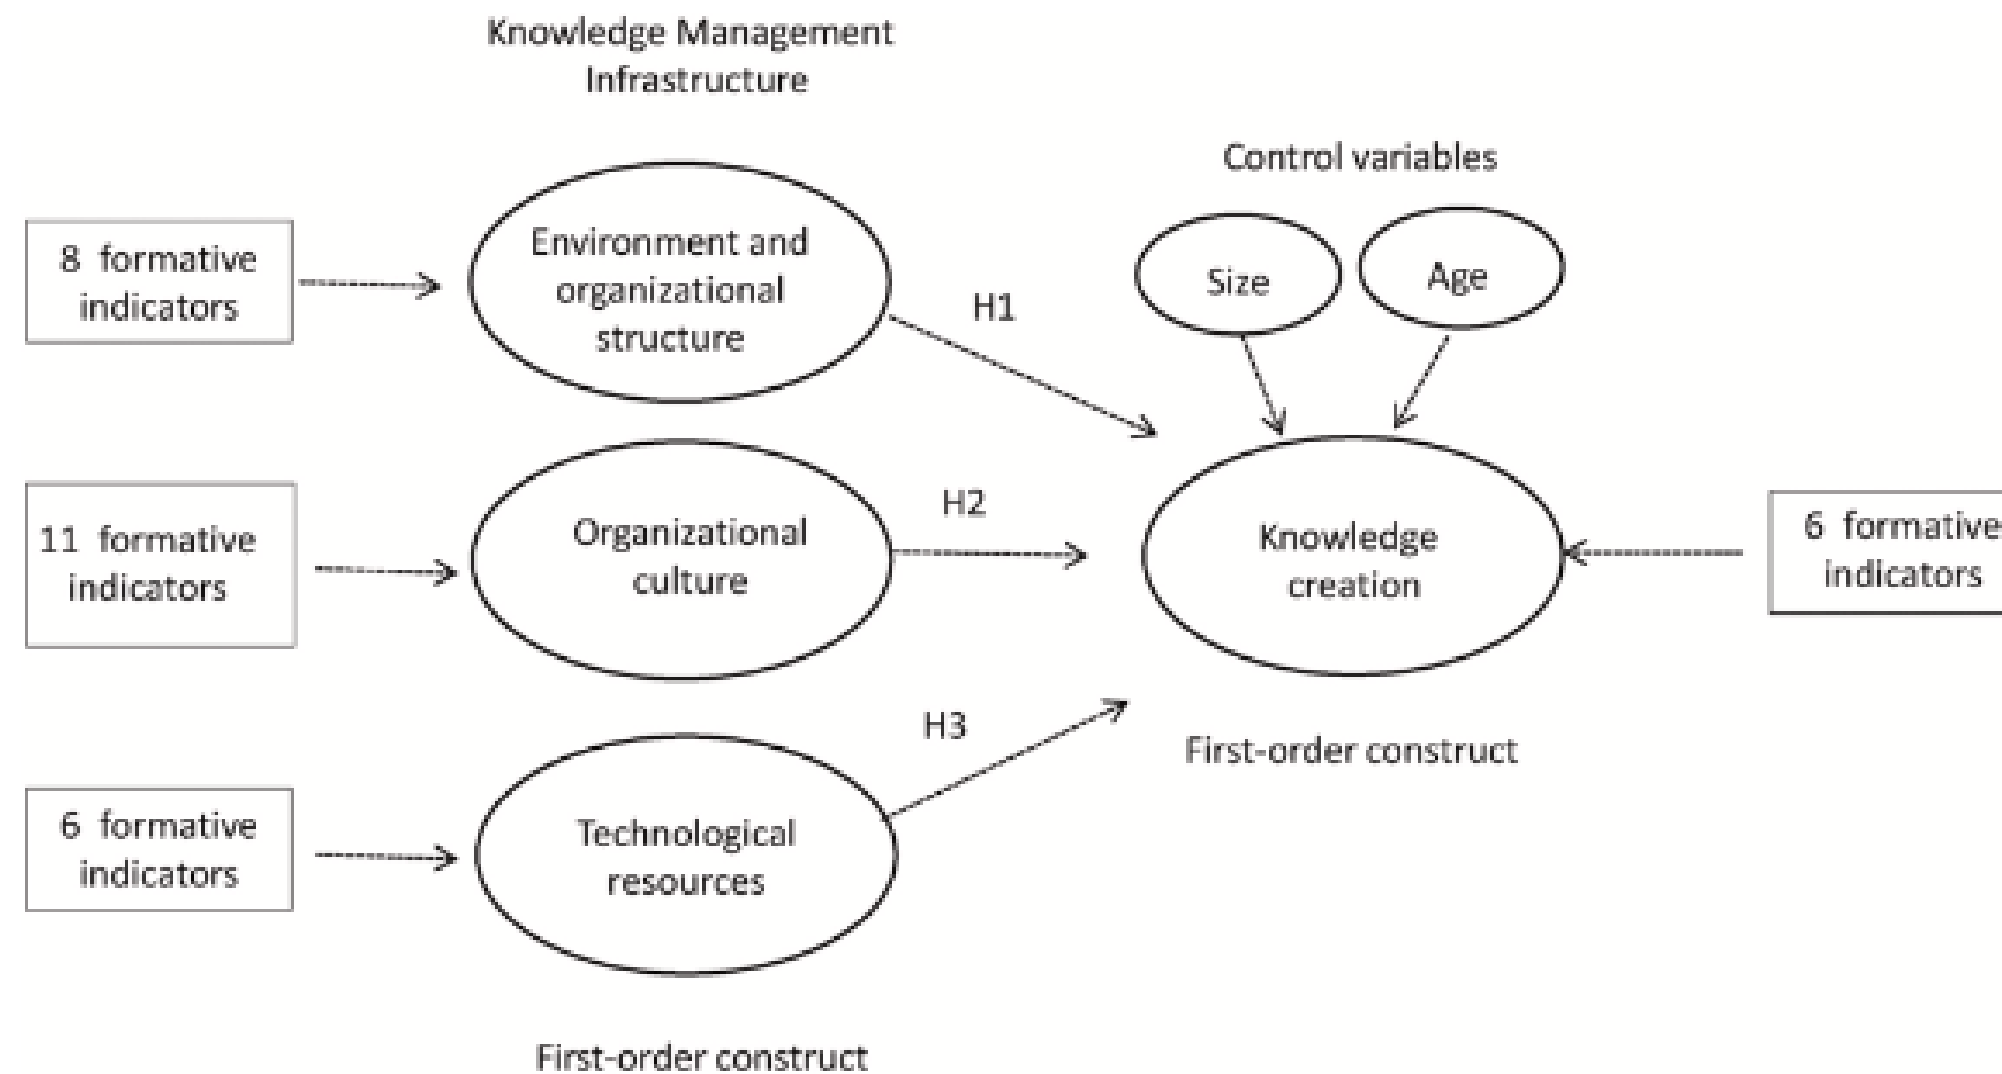 Knowledge Management
Infrastructure
Control variables
8 formative
indicators
Environment and
organizational
structure
H1
Size
Age
11 formative
indicators
Organizational
culture
H2
Knowledge
creation
6 formative
indicators
6 formative
indicators
Technological
resources
H3
First-order construct
First-order construct